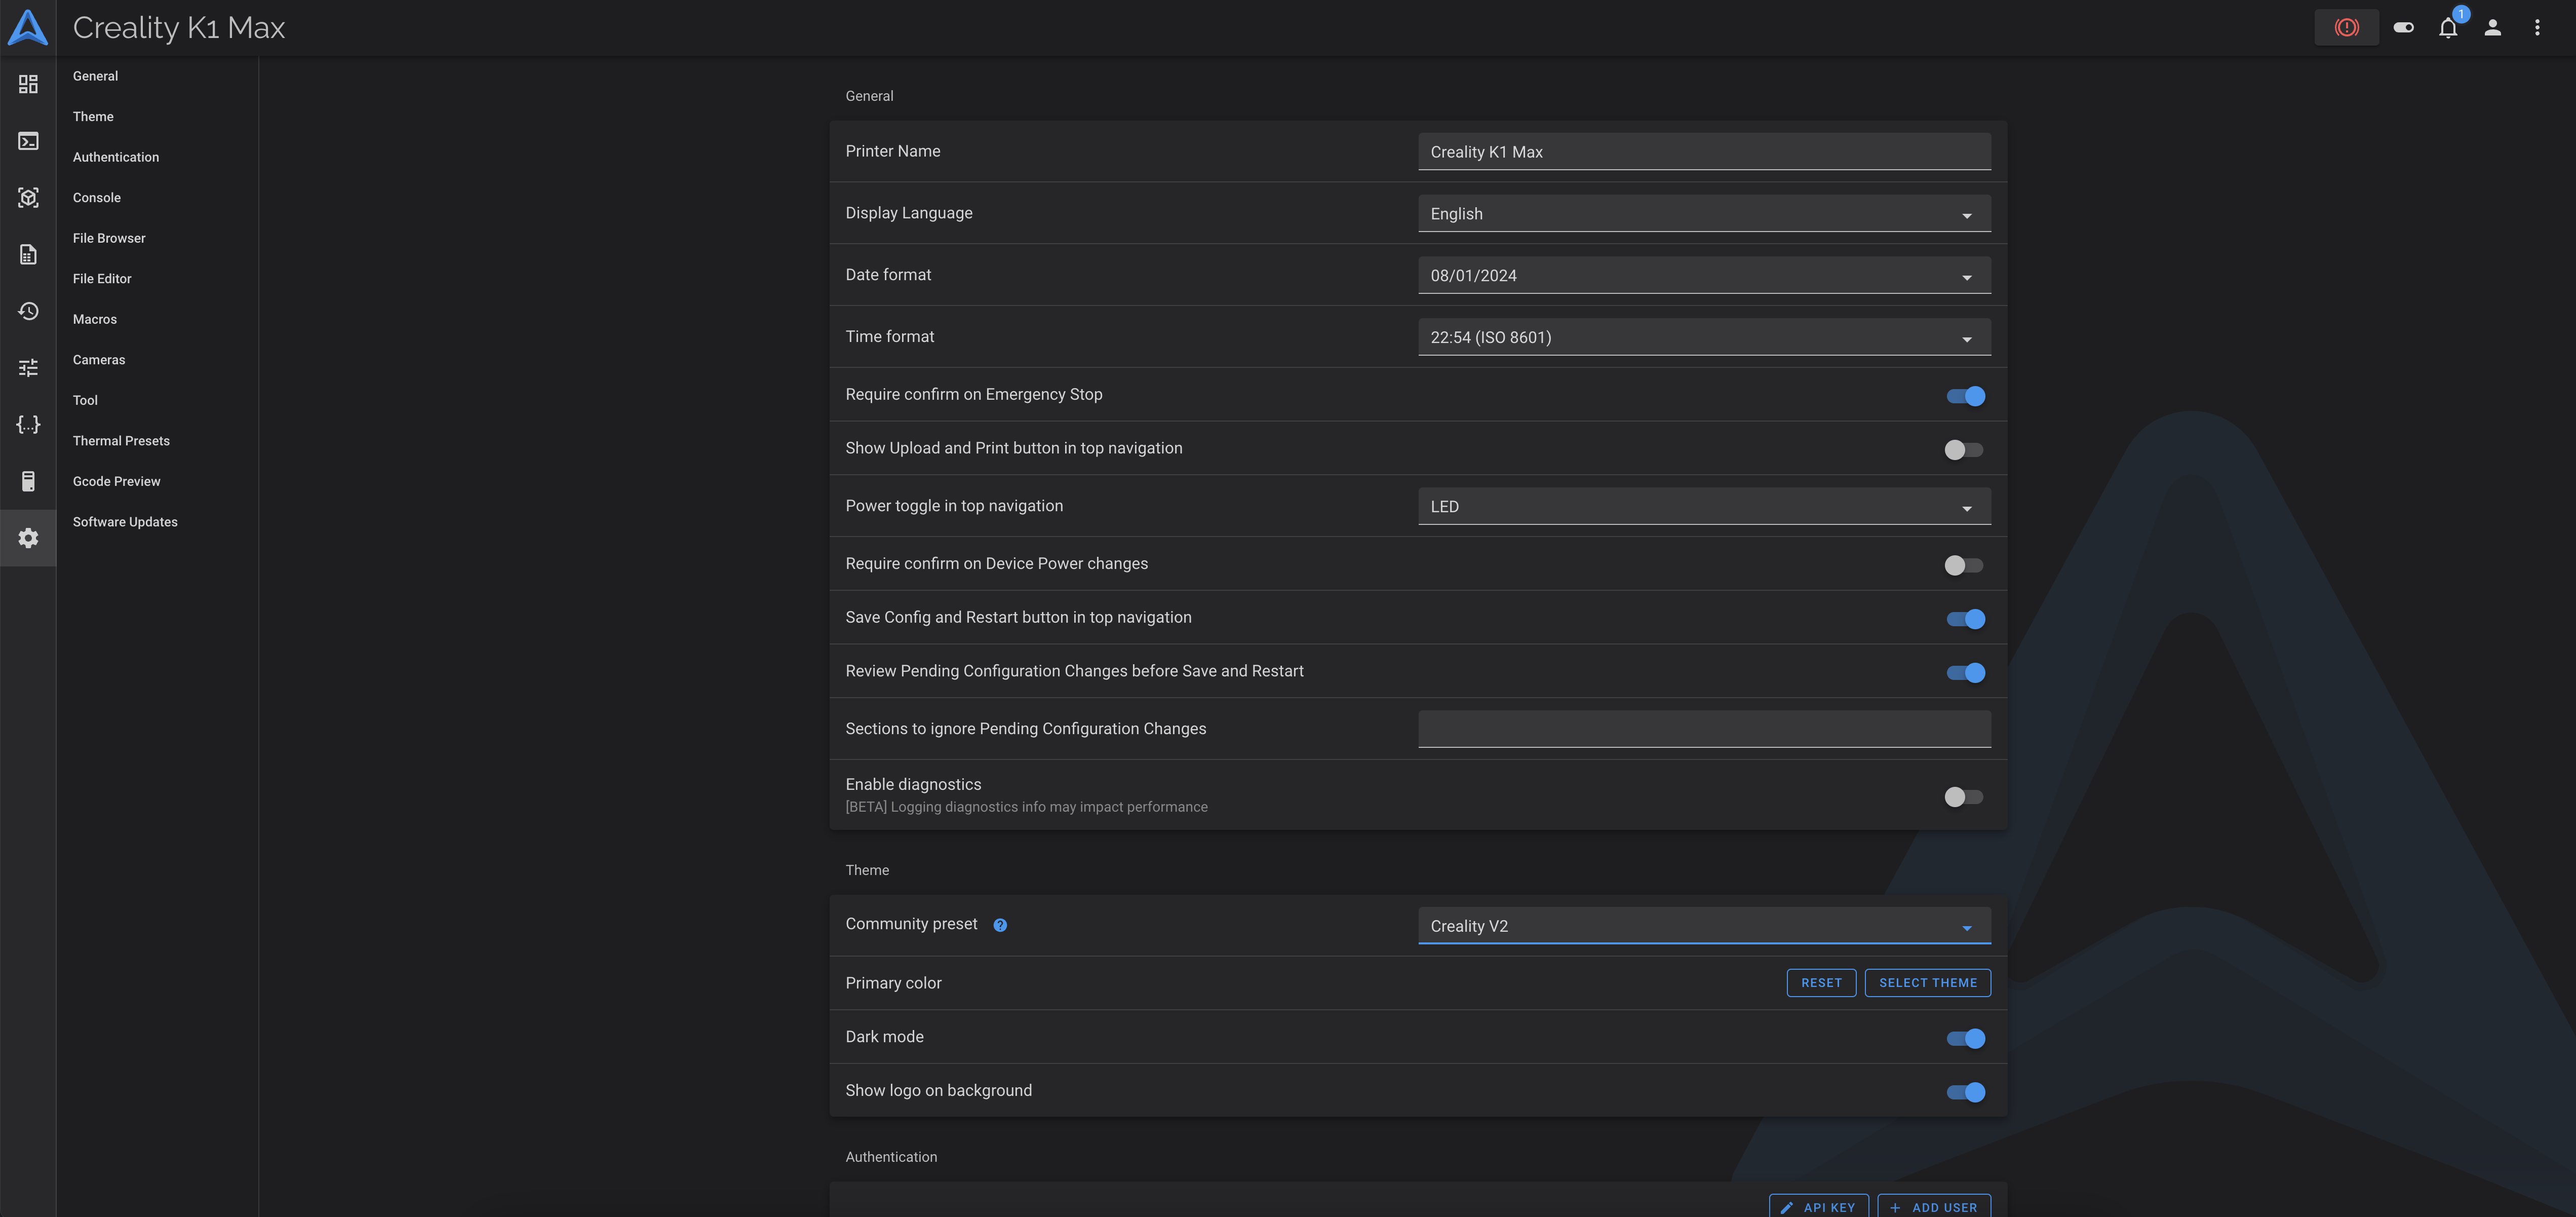 Creality K1 Max
1
General
Theme
Authentication
Console
File Browser
File Editor
Macros
Cameras
Tool
Thermal Presets
Gcode Preview
Software Updates
General
Printer Name
Creality K1 Max
Display Language
English
Date format
08/01/2024
Time format
22:54 (ISO 8601)
Require confirm on Emergency Stop
Show Upload and Print button in top navigation
Power toggle in top navigation
LED
Require confirm on Device Power changes
Save Config and Restart button in top navigation
Review Pending Configuration Changes before Save and Restart
Sections to ignore Pending Configuration Changes
Enable diagnostics
[BETA] Logging diagnostics info may impact performance
Theme
Community preset
Creality V2
Primary color
RESET
SELECT THEME
Dark mode
Show logo on background
Authentication
API KEY
ADD USER